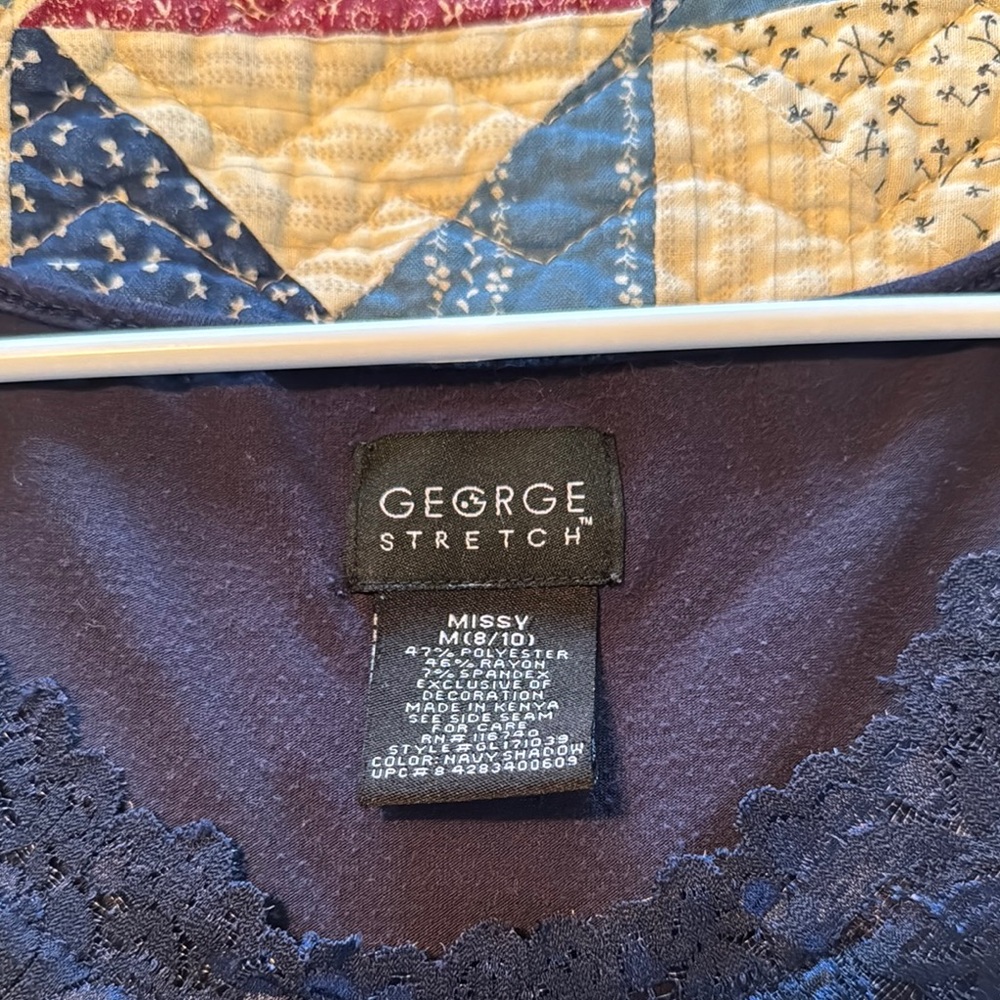 GEORGE
STRETCH™
MISSY
M(8/10)
47% POLYESTER
46% RAYON
7% SPANDEX
EXCLUSIVE OF
DECORATION
MADE IN KENYA
SEE SIDE SEAM
FOR CARE
RN# 116740
STYLE#GL171039
COLOR: NAVY SHADOW
UPC# 8 4283400609